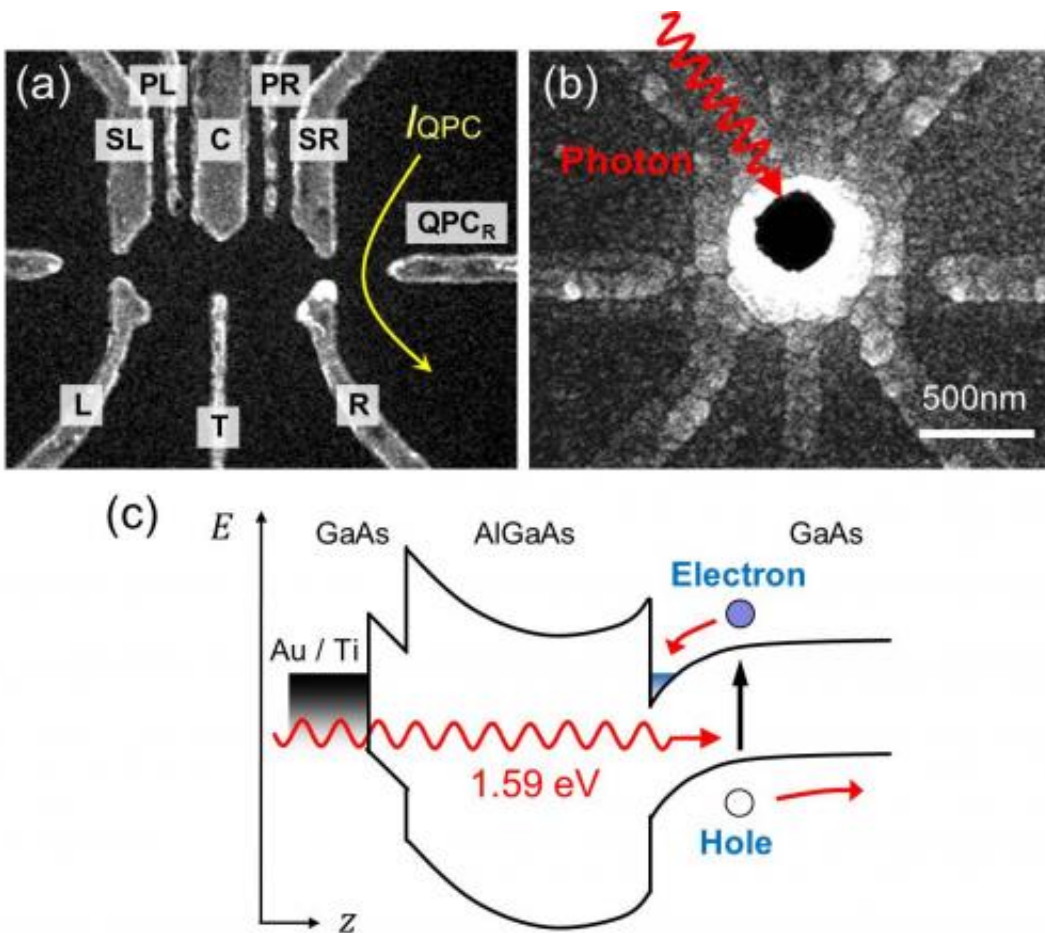 (a)
PL
PR
SL
C
SR
IQPC
QPCR
L
T
R
(b)
Photon
500nm
(c)
E
GaAs
AlGaAs
GaAs
Electron
Au / Ti
1.59 eV
Hole
z